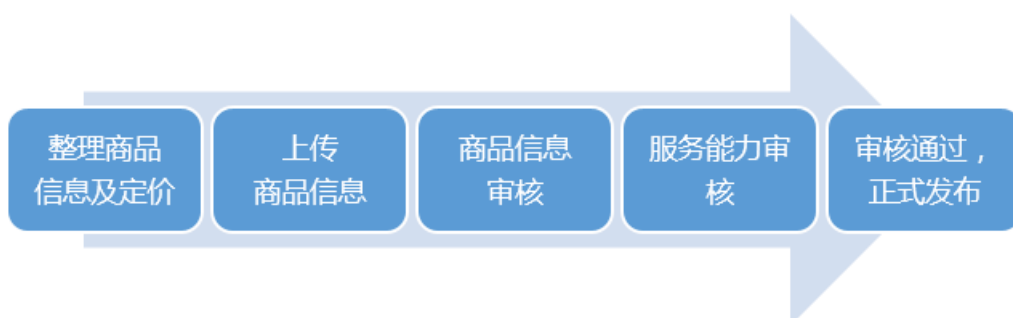 整理商品
信息及定价
上传
商品信息
商品信息
审核
服务能力审
核
审核通过，
正式发布